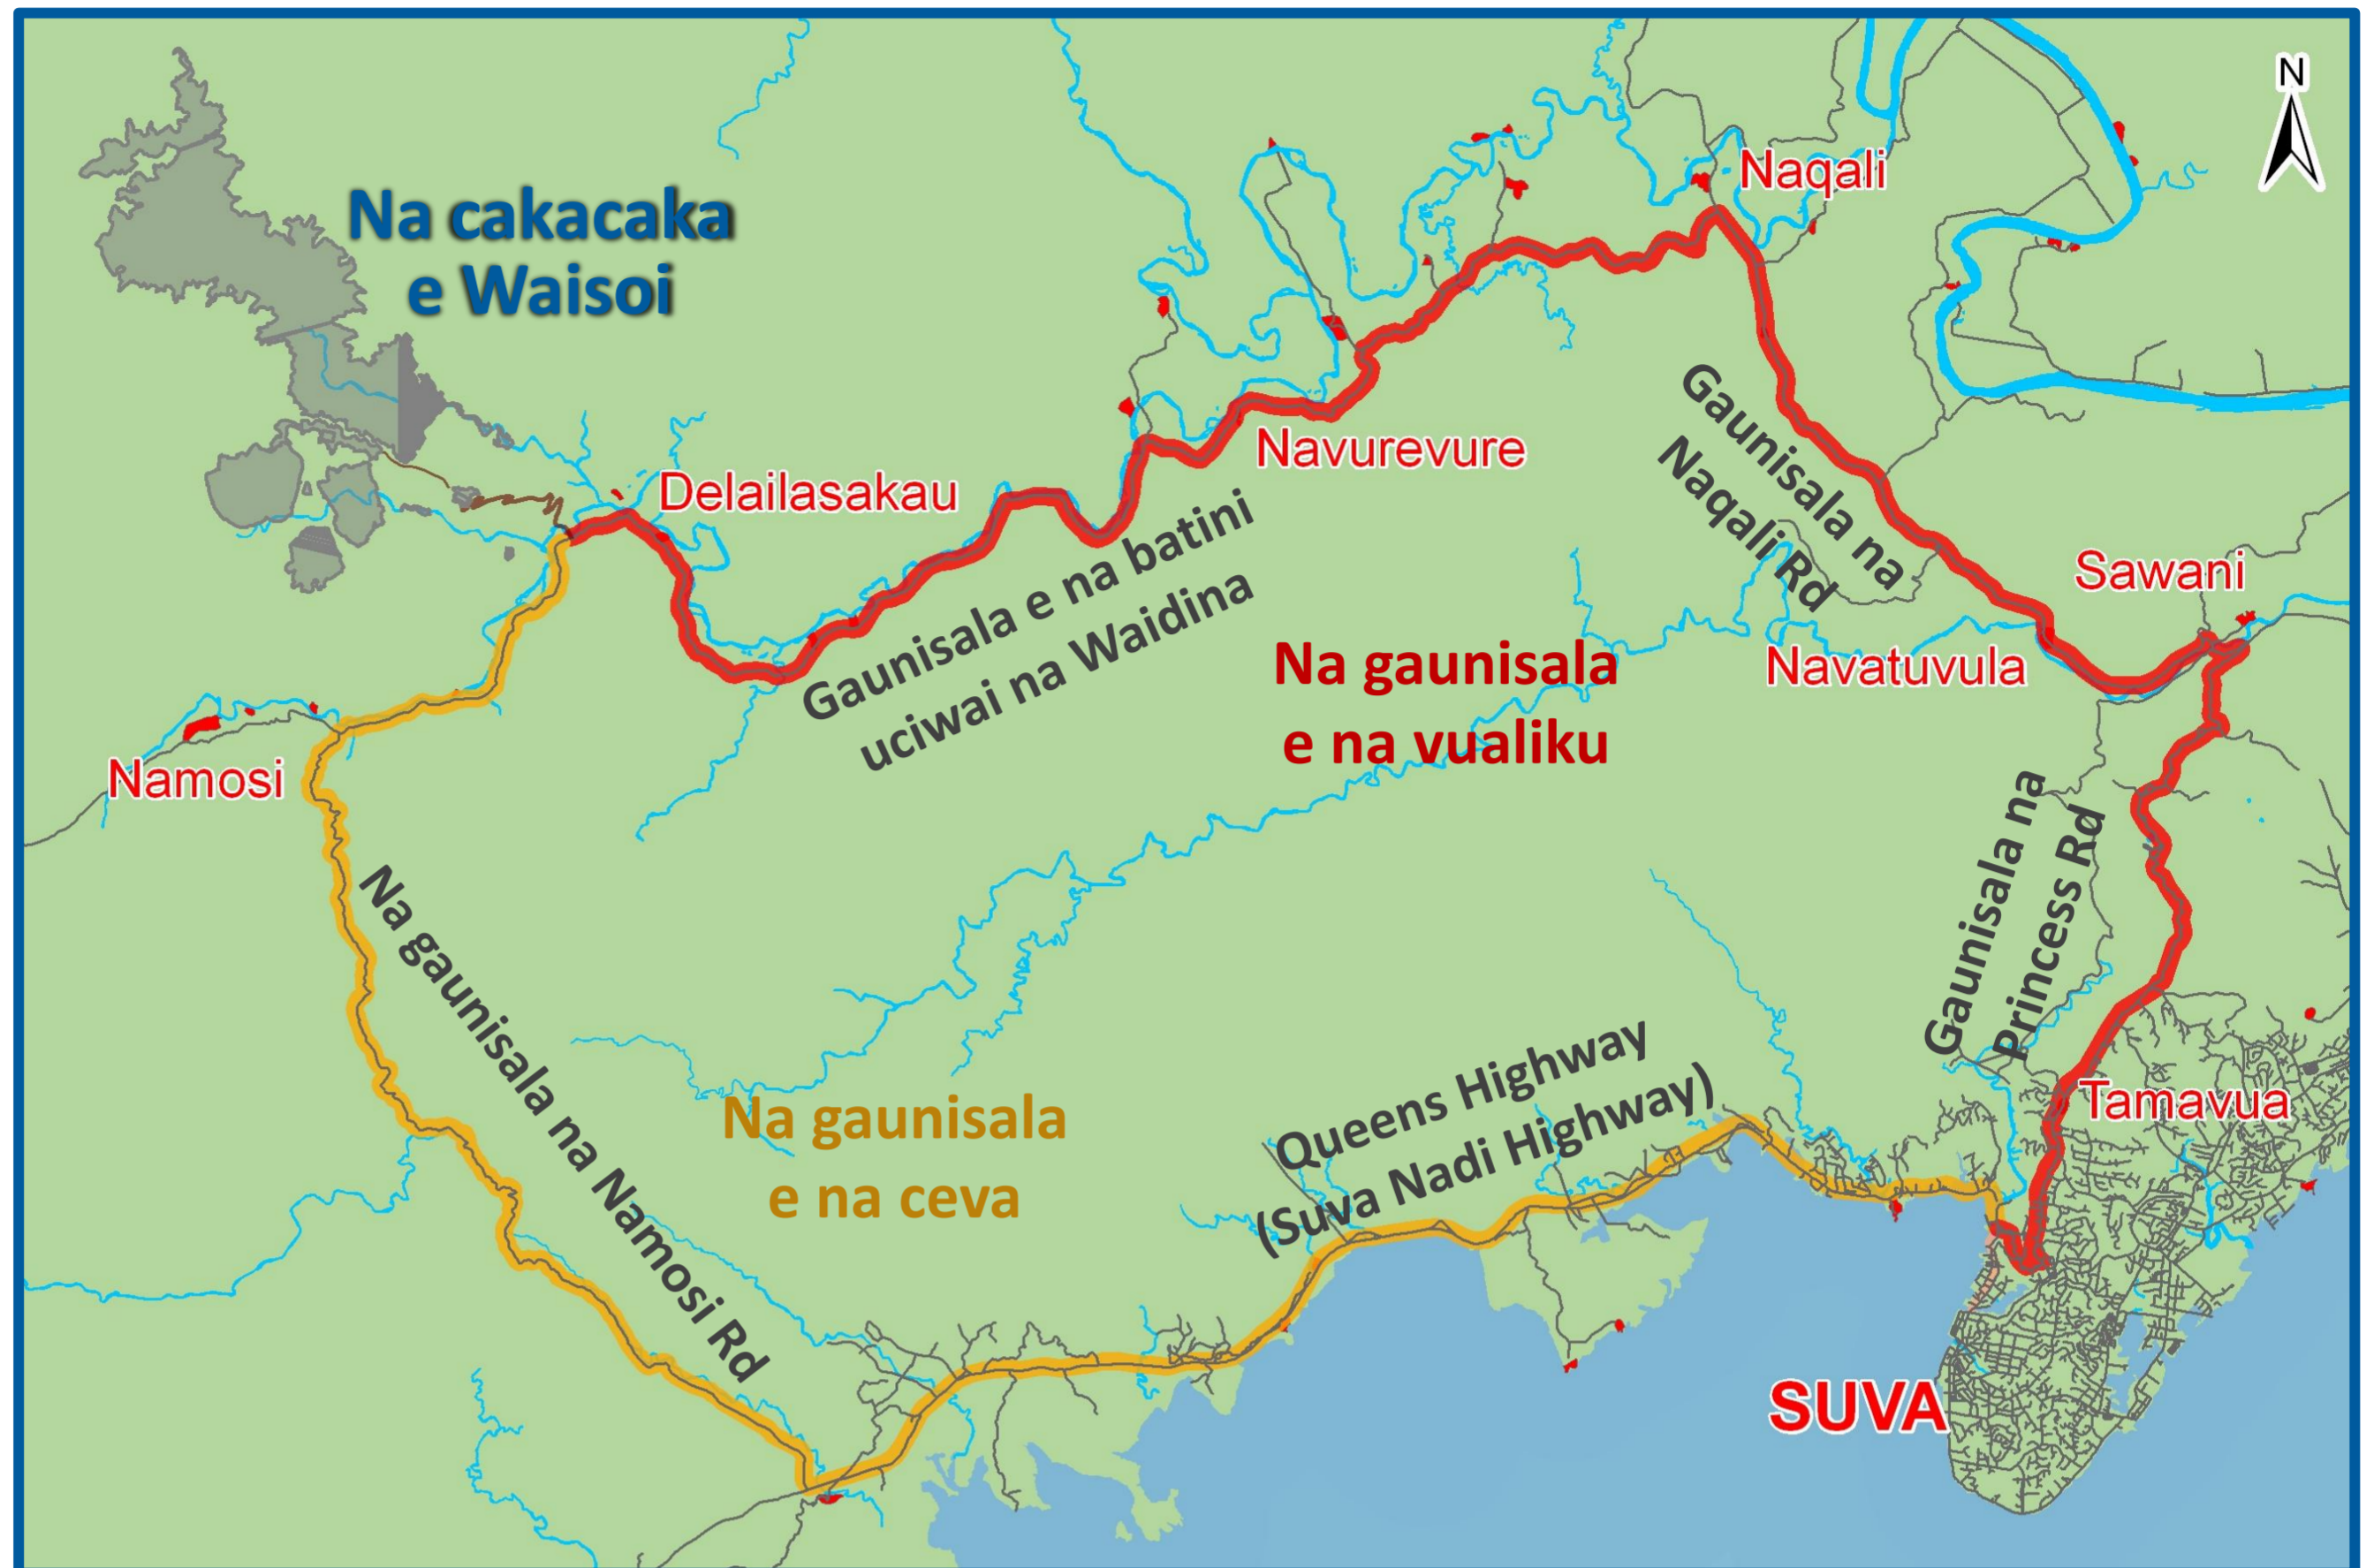 N
Na cakacaka
e Waisoi
Naqali
Navurevure
Delailasakau
Gaunisala na
Naqali Rd
Gaunisala e na batini
uciwai na Waidina
Sawani
Navatuvula
Na gaunisala
e na vualiku
Namosi
Gaunisala na
Princess Rd
Na gaunisala na Namosi Rd
Na gaunisala
e na ceva
Queens Highway
(Suva Nadi Highway)
Tamavua
SUVA